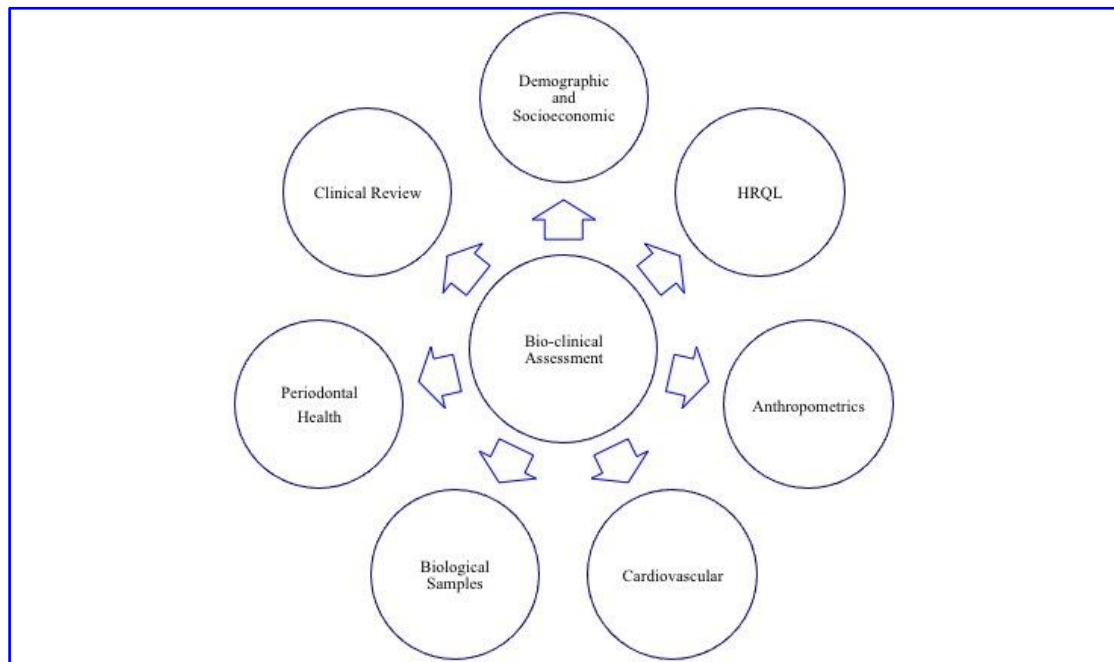 Demographic
and
Socioeconomic
Clinical Review
HRQL
Bio-clinical
Assessment
Periodontal
Health
Anthropometrics
Biological
Samples
Cardiovascular